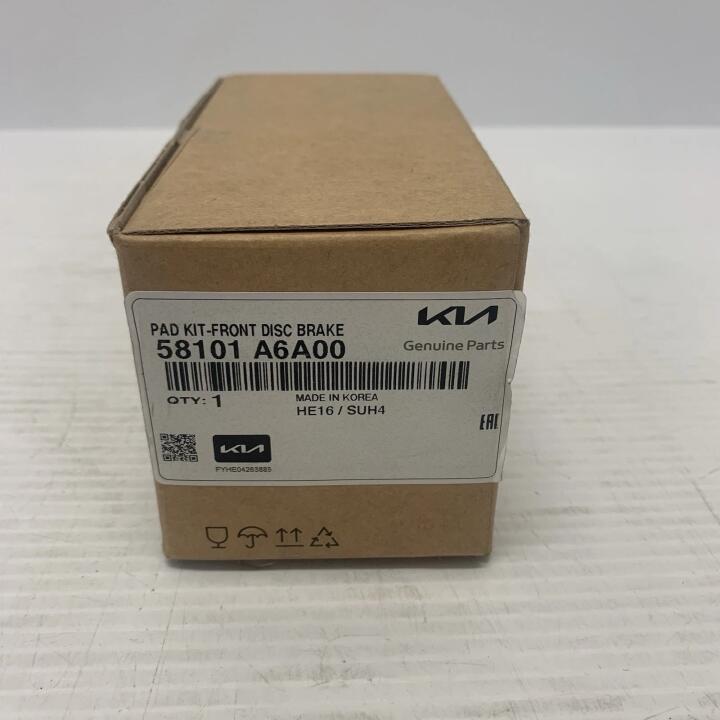 PAD KIT-FRONT DISC BRAKE
KIA
58101 A6A00
Genuine Parts
QTY: 1
MADE IN KOREA
HE16 / SUH4
EAC
KIA
PYHE04263885